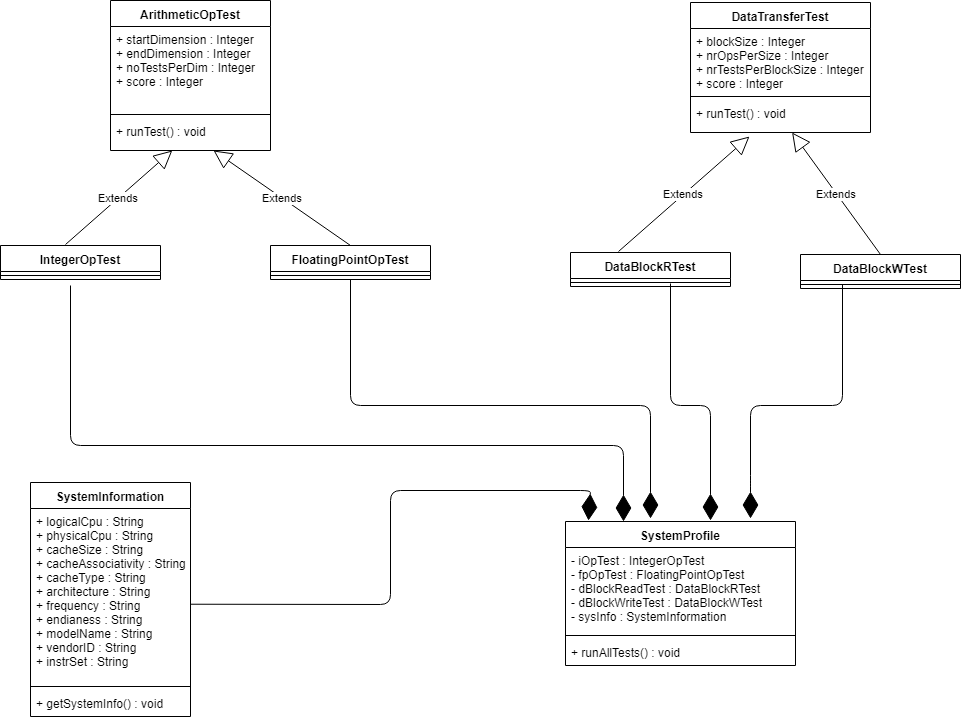 ArithmeticOpTest
+ startDimension : Integer
+ endDimension : Integer
+ noTestsPerDim : Integer
+ score : Integer
+ runTest() : void
DataTransferTest
+ blockSize : Integer
+ nrOpsPerSize : Integer
+ nrTestsPerBlockSize : Integer
+ score : Integer
+ runTest() : void
Extends
Extends
Extends
Extends
IntegerOpTest
FloatingPointOpTest
DataBlockRTest
DataBlockWTest
SystemInformation
+ logicalCpu : String
+ physicalCpu : String
+ cacheSize : String
+ cacheAssociativity : String
+ cacheType : String
+ architecture : String
+ frequency : String
+ endianess : String
+ modelName : String
+ vendorID : String
+ instrSet : String
+ getSystemInfo() : void
SystemProfile
- iOpTest : IntegerOpTest
- fpOpTest : FloatingPointOpTest
- dBlockReadTest : DataBlockRTest
- dBlockWriteTest : DataBlockWTest
- sysInfo : SystemInformation
+ runAllTests() : void